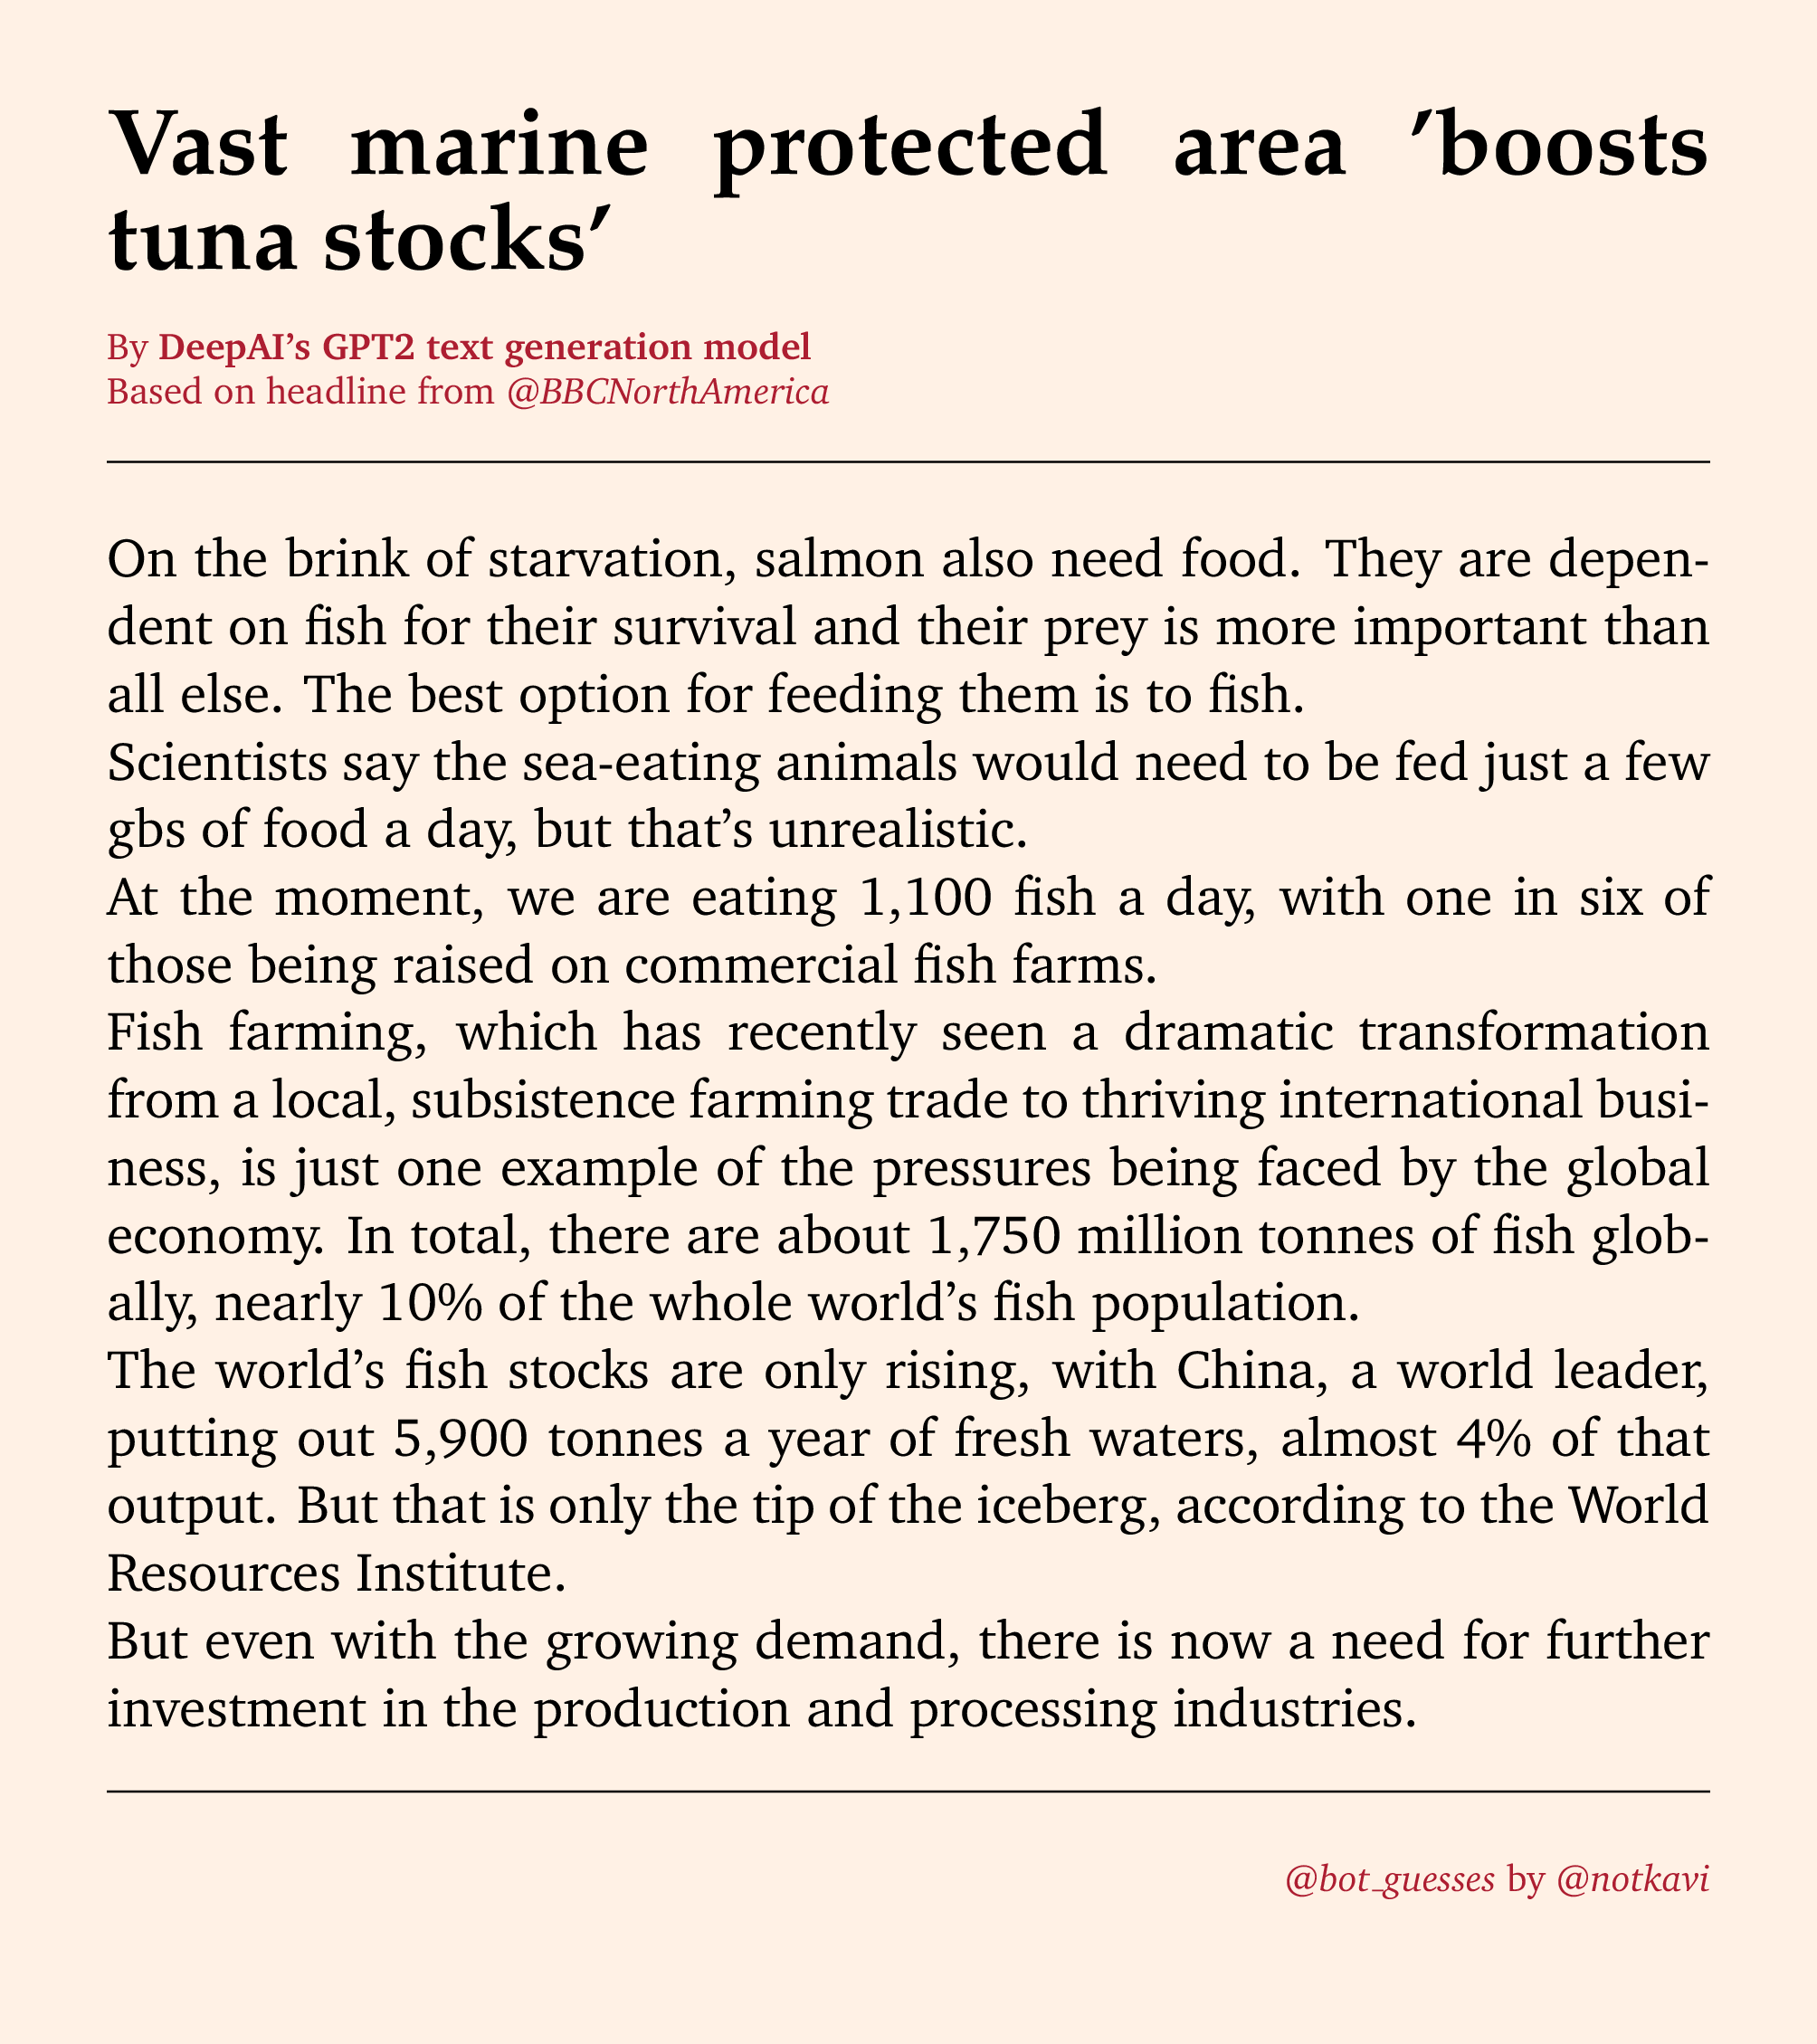 Vast marine protected area ’boosts
tuna stocks’
By DeepAI’s GPT2 text generation model
Based on headline from @BBCNorthAmerica
On the brink of starvation, salmon also need food. They are depen-
dent on fish for their survival and their prey is more important than
all else. The best option for feeding them is to fish.
Scientists say the sea-eating animals would need to be fed just a few
gbs of food a day, but that’s unrealistic.
At the moment, we are eating 1,100 fish a day, with one in six of
those being raised on commercial fish farms.
Fish farming, which has recently seen a dramatic transformation
from a local, subsistence farming trade to thriving international busi-
ness, is just one example of the pressures being faced by the global
economy. In total, there are about 1,750 million tonnes of fish glob-
ally, nearly 10% of the whole world’s fish population.
The world’s fish stocks are only rising, with China, a world leader,
putting out 5,900 tonnes a year of fresh waters, almost 4% of that
output. But that is only the tip of the iceberg, according to the World
Resources Institute.
But even with the growing demand, there is now a need for further
investment in the production and processing industries.
@bot_guesses by @notkavi